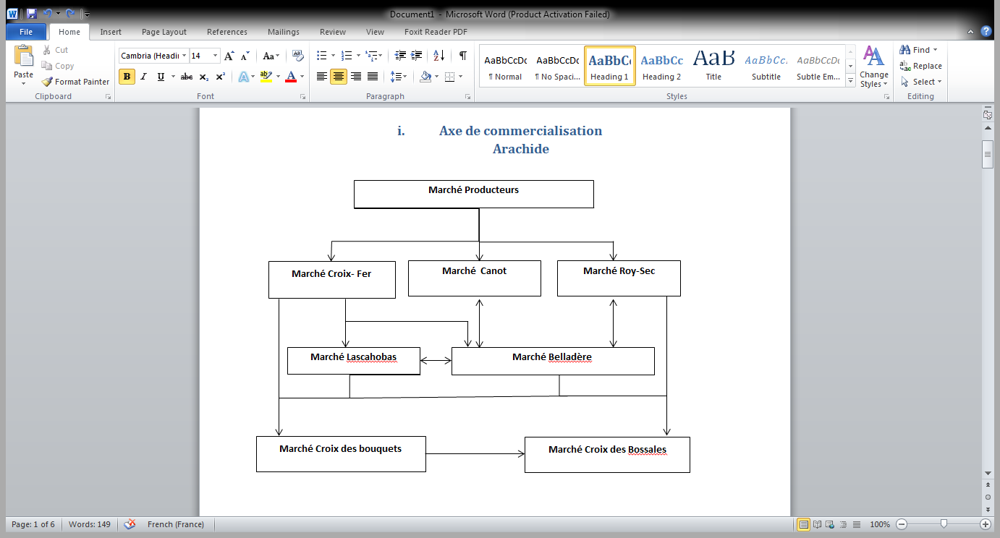 Document1 - Microsoft Word (Product Activation Failed)
File Home Insert Page Layout References Mailings Review View Foxit Reader PDF
Paste
Cut
Copy
Format Painter
Clipboard
Cambria (Headi 14
Font
Paragraph
AaBbCcDc AaBbCcDc AaBbC AaBbCc AaB AaBbCc. AaBbCcDc
¶ Normal ¶ No Spaci... Heading 1 Heading 2 Title Subtitle Subtle Em...
Change
Styles
Styles
Find
Replace
Select
Editing
i. Axe de commercialisation
Arachide
Marché Producteurs
Marché Croix- Fer
Marché Canot
Marché Roy-Sec
Marché Lascahobas
Marché Belladère
Marché Croix des bouquets
Marché Croix des Bossales
Page: 1 of 6 Words: 149 French (France) 100%